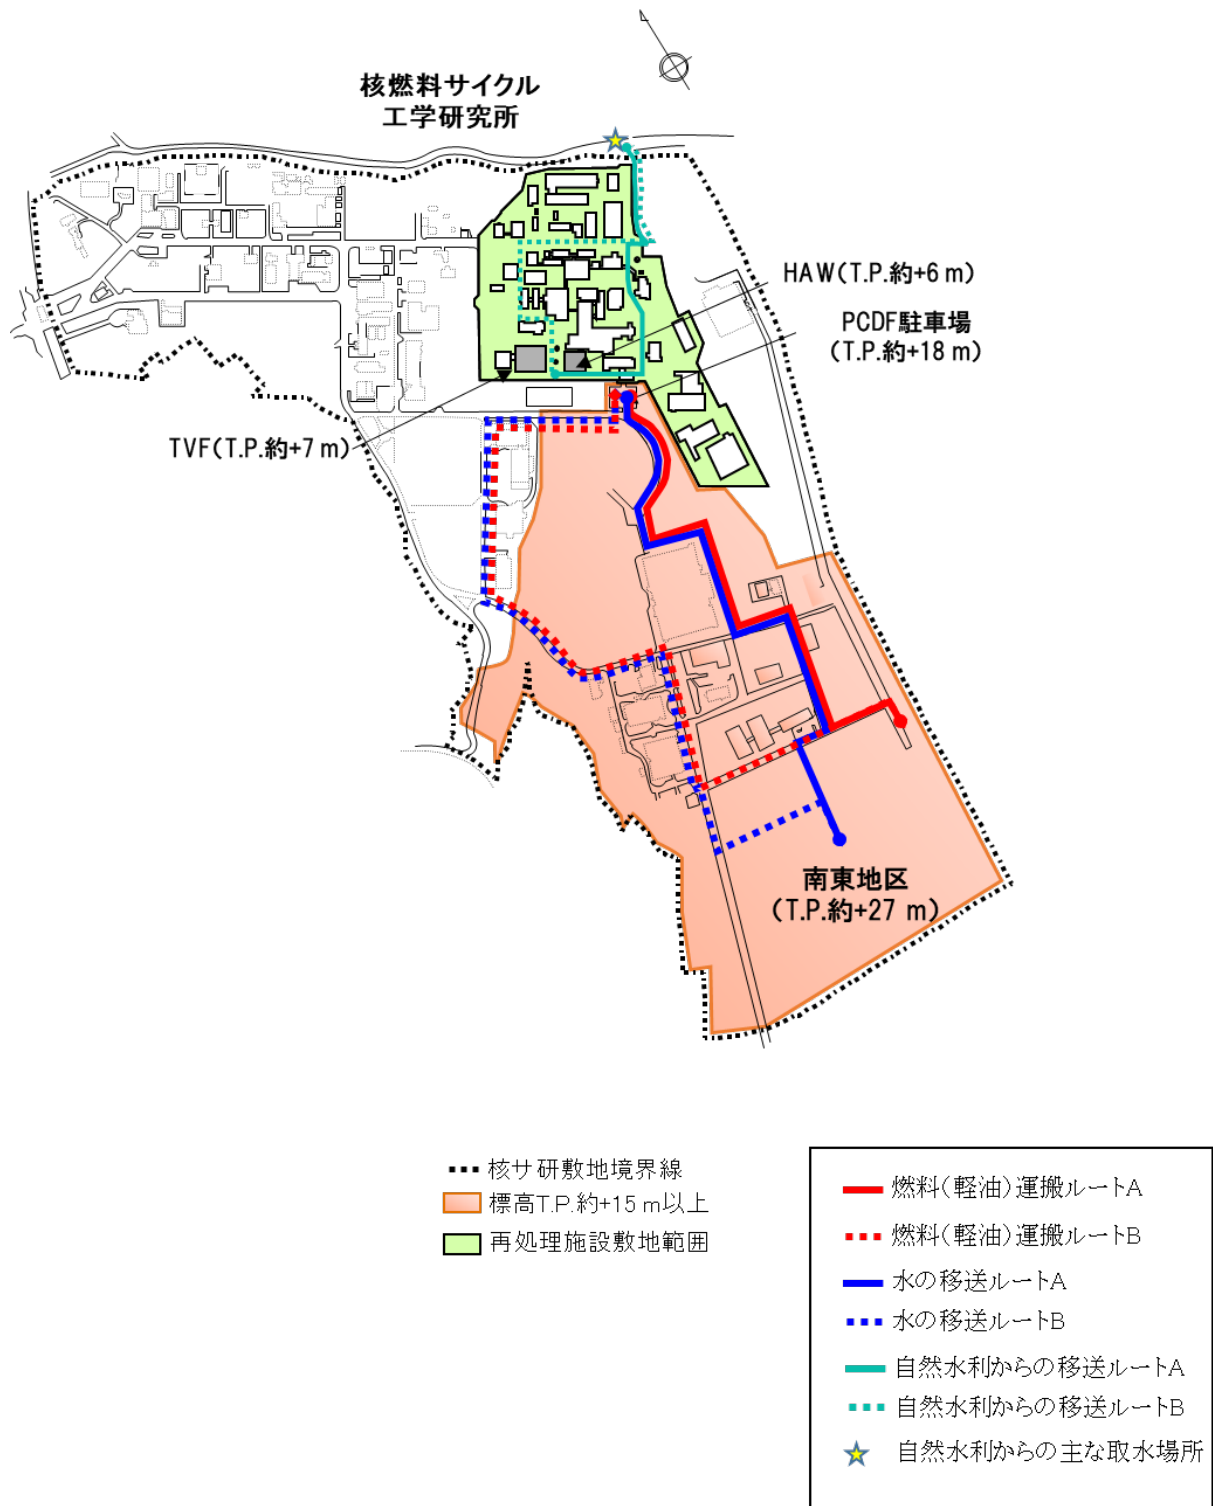 核燃料サイクル
工学研究所
HAW(T.P.約+6 m)
PCDF駐車場
(T.P.約+18 m)
TVF(T.P.約+7 m)
南東地区
(T.P.約+27 m)
核サ研敷地境界線
標高T.P.約+15 m以上
再処理施設敷地範囲
燃料(軽油)運搬ルートA
燃料(軽油)運搬ルートB
水の移送ルートA
水の移送ルートB
自然水利からの移送ルートA
自然水利からの移送ルートB
自然水利からの主な取水場所